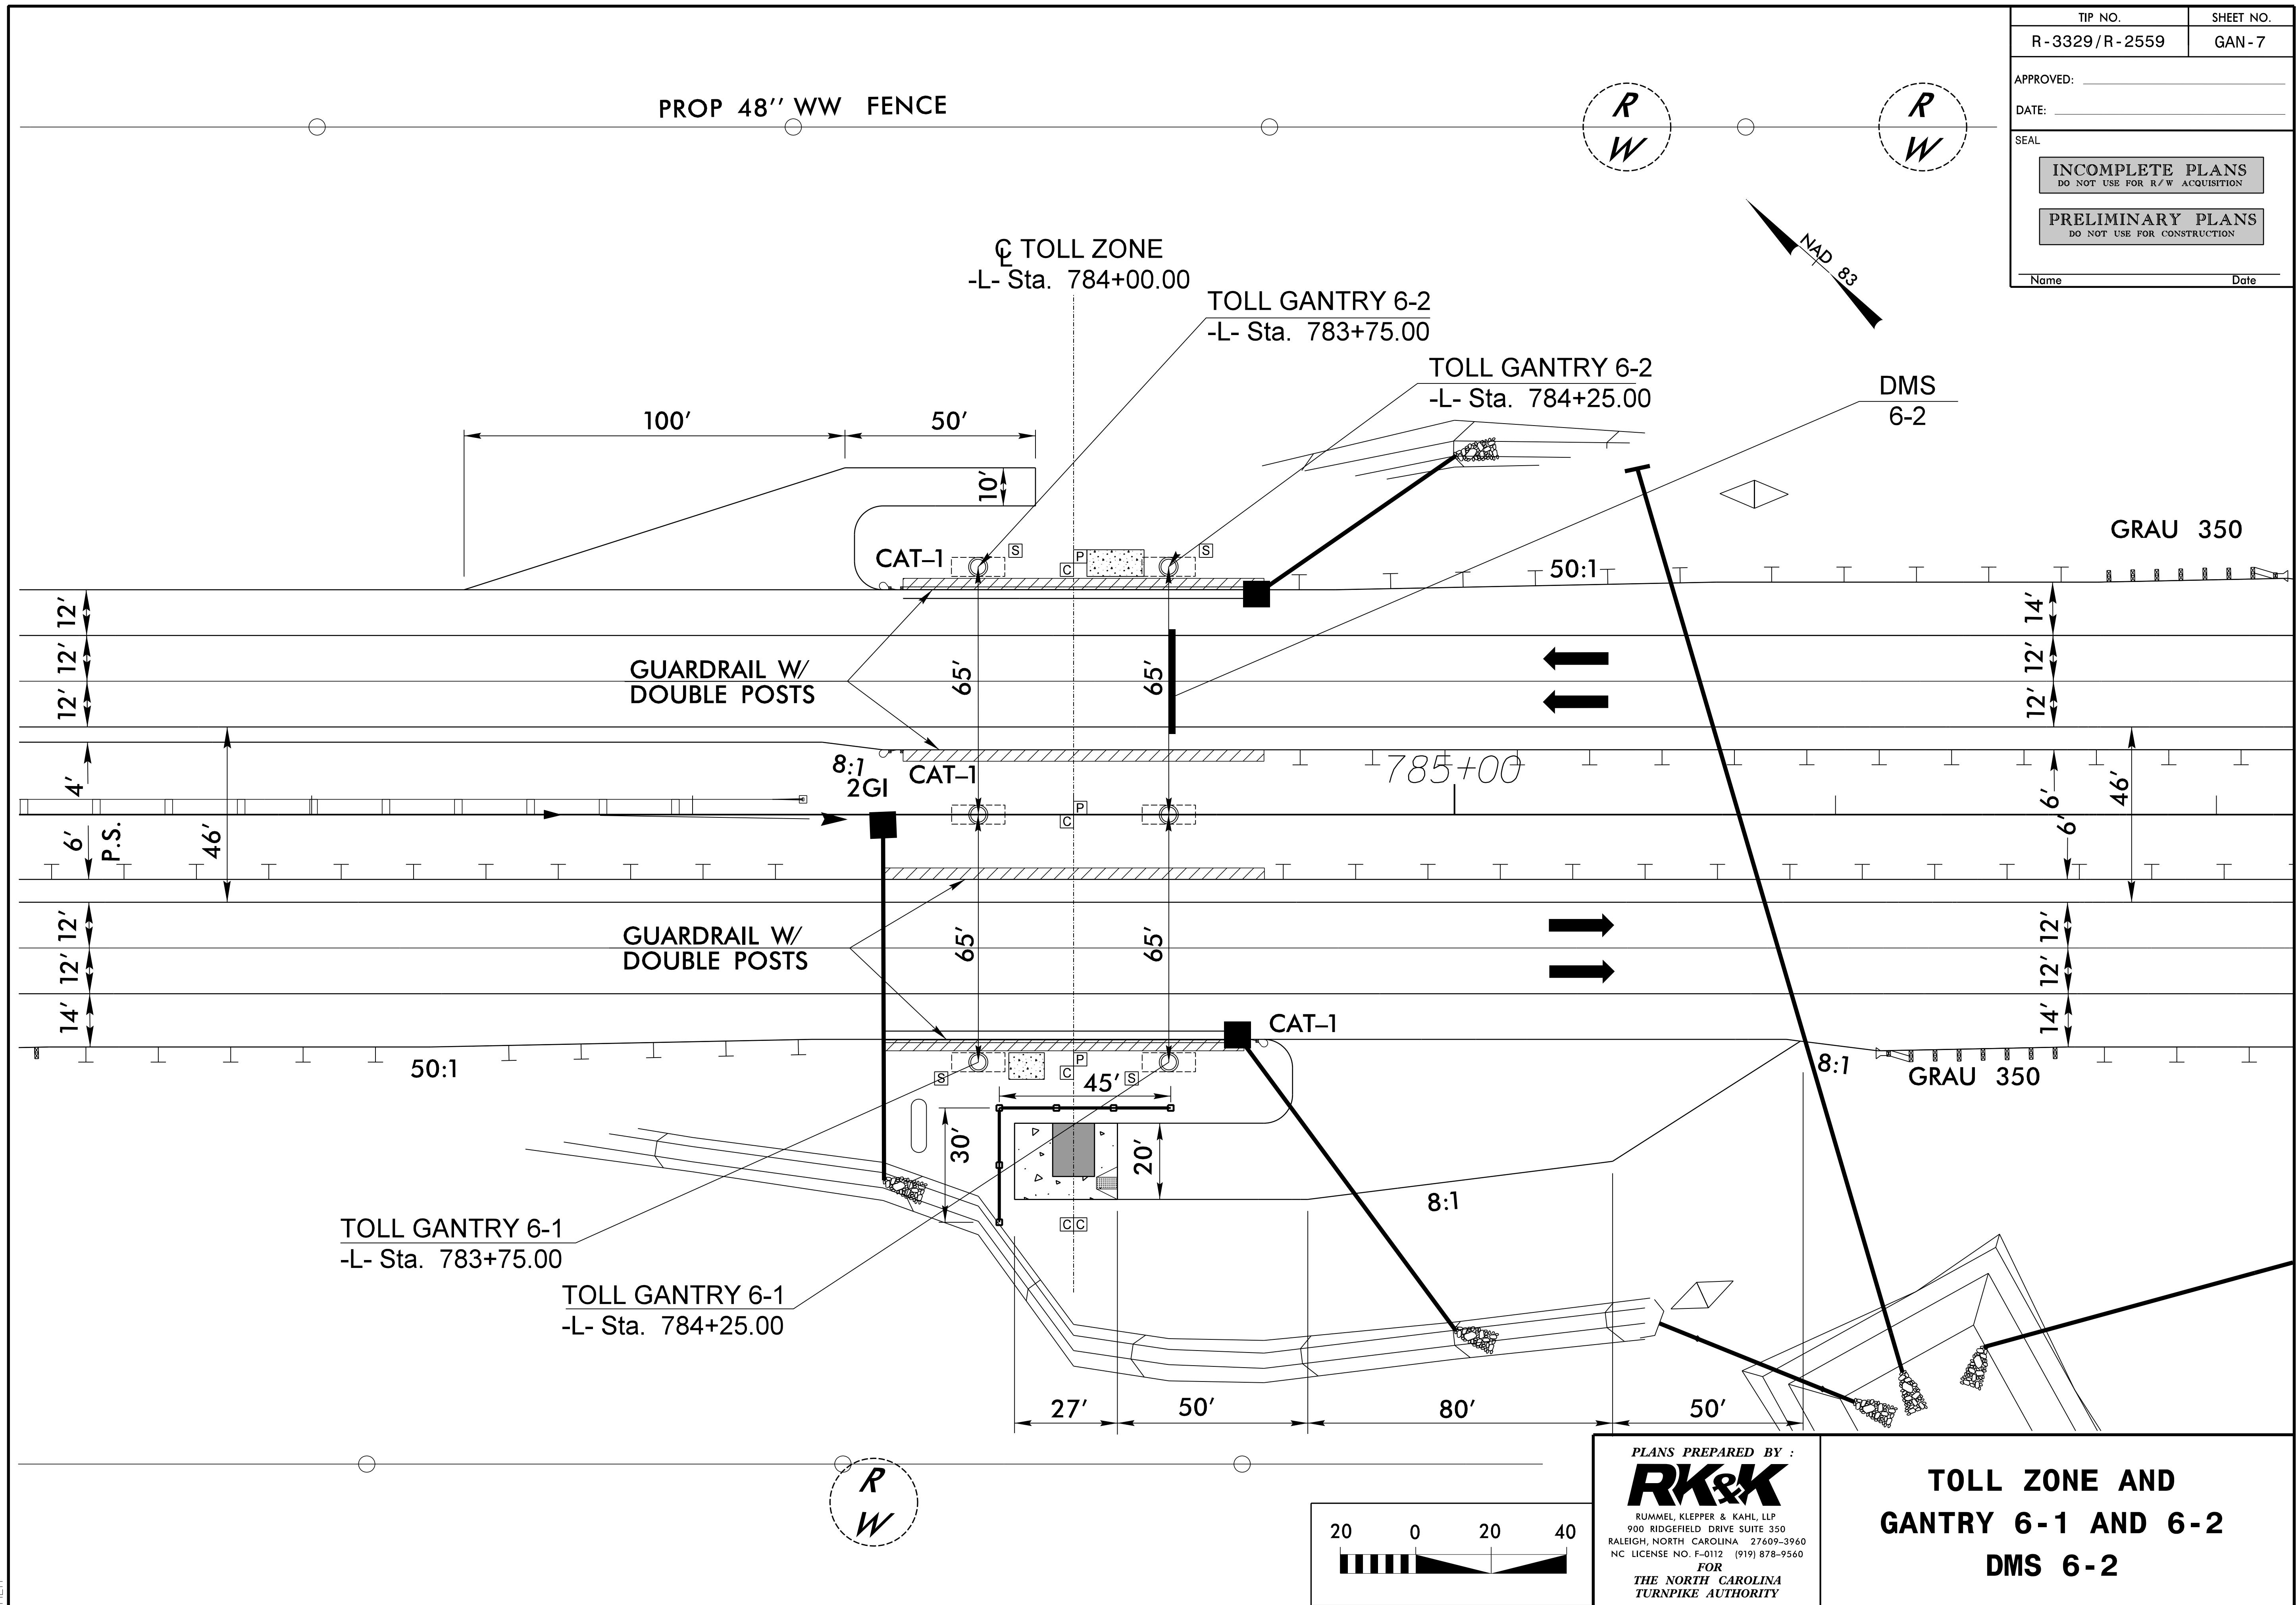 TIP NO.
SHEET NO.
R-3329/R-2559
GAN-7
APPROVED:
DATE:
SEAL
INCOMPLETE PLANS
DO NOT USE FOR R/W ACQUISITION
PRELIMINARY PLANS
DO NOT USE FOR CONSTRUCTION
Name
Date
PROP 48'' WW FENCE
R
W
R
W
NAD 83
℄ TOLL ZONE
-L- Sta. 784+00.00
TOLL GANTRY 6-2
-L- Sta. 783+75.00
TOLL GANTRY 6-2
-L- Sta. 784+25.00
DMS
6-2
100'
50'
10'
GRAU 350
CAT-1
S
P
C
S
50:1
12'
12'
12'
GUARDRAIL W/
DOUBLE POSTS
65'
65'
14'
12'
12'
8:1
2GI
CAT-1
785+00
4'
6'
P.S.
46'
P
C
6'
6'
46'
12'
12'
14'
GUARDRAIL W/
DOUBLE POSTS
65'
65'
12'
12'
14'
CAT-1
50:1
S
P
C
S
45'
8:1
GRAU 350
30'
20'
8:1
C C
TOLL GANTRY 6-1
-L- Sta. 783+75.00
TOLL GANTRY 6-1
-L- Sta. 784+25.00
27'
50'
80'
50'
R
W
20 0 20 40
PLANS PREPARED BY :
RK&K
RUMMEL, KLEPPER & KAHL, LLP
900 RIDGEFIELD DRIVE SUITE 350
RALEIGH, NORTH CAROLINA 27609-3960
NC LICENSE NO. F-0112 (919) 878-9560
FOR
THE NORTH CAROLINA
TURNPIKE AUTHORITY
TOLL ZONE AND
GANTRY 6-1 AND 6-2
DMS 6-2